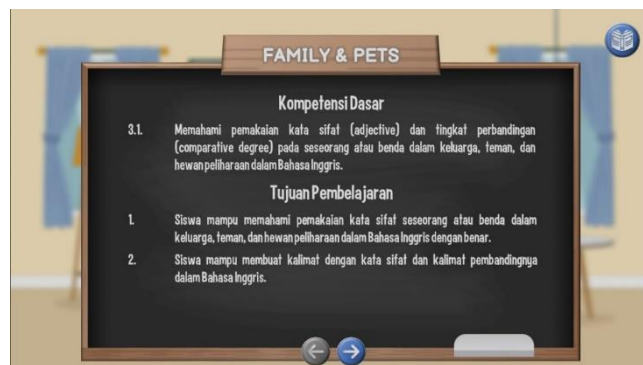 FAMILY & PETS
Kompetensi Dasar
3.1. Memahami pemakaian kata sifat (adjective) dan tingkat perbandingan
(comparative degree) pada seseorang atau benda dalam keluarga, teman, dan
hewan peliharaan dalam Bahasa Inggris.
Tujuan Pembelajaran
1. Siswa mampu memahami pemakaian kata sifat seseorang atau benda dalam
keluarga, teman, dan hewan peliharaan dalam Bahasa Inggris dengan benar.
2. Siswa mampu membuat kalimat dengan kata sifat dan kalimat pembandingnya
dalam Bahasa Inggris.